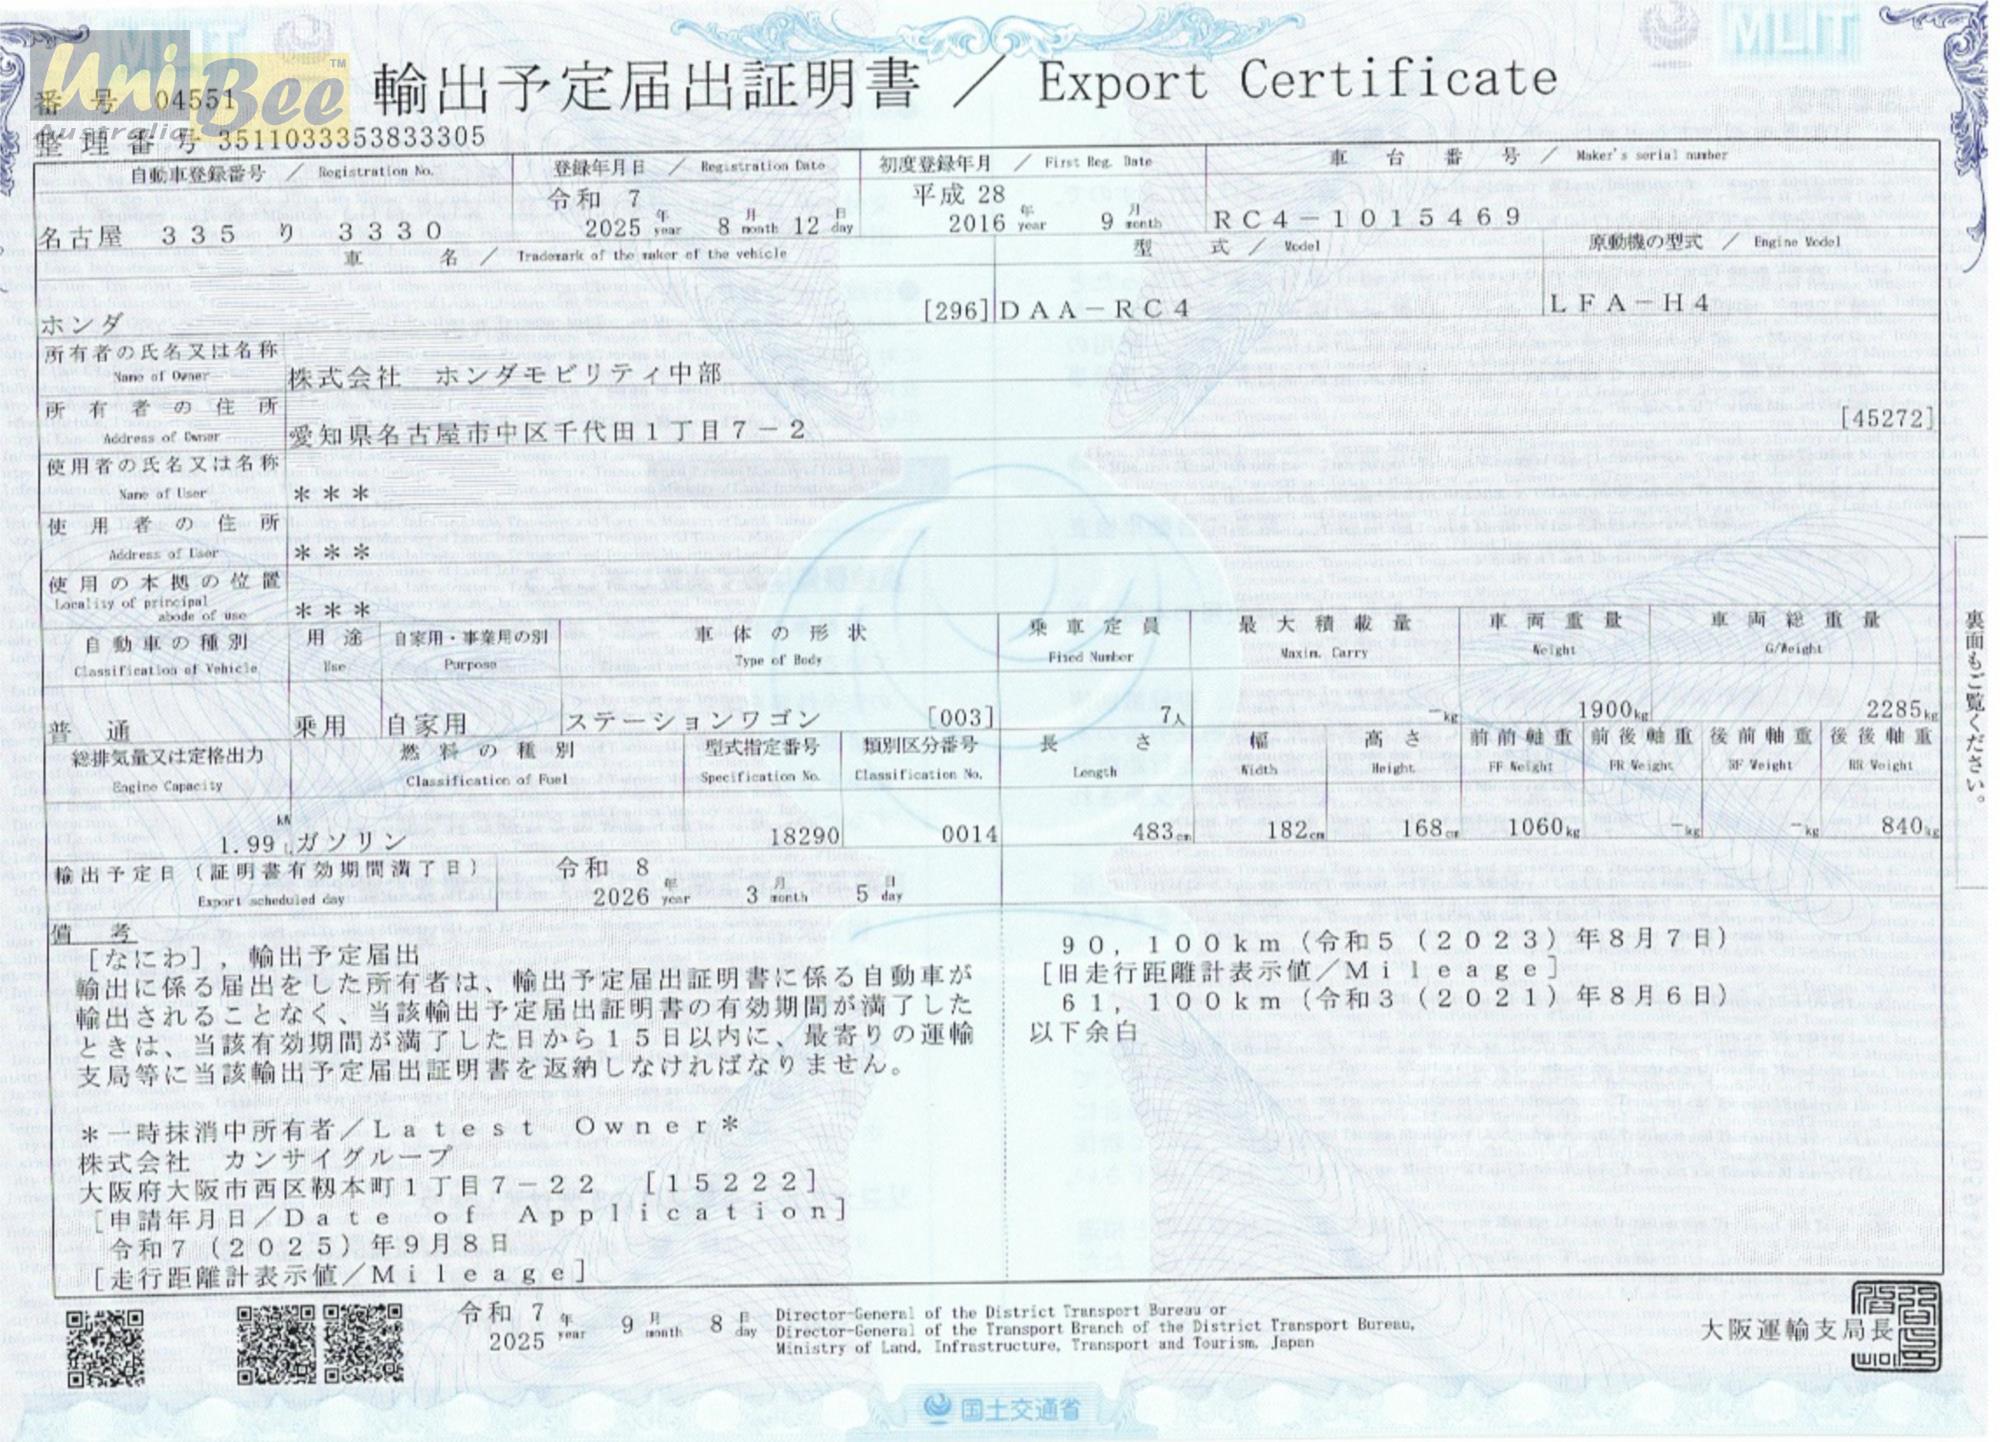 MLIT
MLIT
UniBee™
Australia
輸出予定届出証明書 ／ Export Certificate
番 号 04551
整理番号 35110333538333​05
自動車登録番号 ／ Registration No.
登録年月日 ／ Registration Date
初度登録年月 ／ First Reg. Date
車 台 番 号 ／ Maker's serial number
名古屋 335 り 3330
令和 7
2025 年 year 8 月 month 12 日 day
平成 28
2016 年 year 9 月 month
RC4－1015469
車 名 ／ Trademark of the maker of the vehicle
型 式 ／ Model
原動機の型式 ／ Engine Model
ホンダ [296]
DAA－RC4
LFA－H4
所有者の氏名又は名称
Name of Owner
株式会社 ホンダモビリティ中部
所有者の住所
Address of Owner
愛知県名古屋市中区千代田1丁目7－2 [45272]
使用者の氏名又は名称
Name of User
＊＊＊
使用者の住所
Address of User
＊＊＊
使用の本拠の位置
Locality of principal
abode of use
＊＊＊
自動車の種別
Classification of Vehicle
用途
Use
自家用・事業用の別
Purpose
車体の形状
Type of Body
乗車定員
Fixed Number
最大積載量
Maxim. Carry
車両重量
Weight
車両総重量
G/Weight
普 通
乗用
自家用
ステーションワゴン [003]
7人
－kg
1900kg
2285kg
総排気量又は定格出力
Engine Capacity
燃料の種別
Classification of Fuel
型式指定番号
Specification No.
類別区分番号
Classification No.
長 さ
Length
幅
Width
高さ
Height
前前軸重
FF Weight
前後軸重
FR Weight
後前軸重
RF Weight
後後軸重
RR Weight
kW
1.99 L
ガソリン
18290
0014
483cm
182cm
168cm
1060kg
－kg
－kg
840kg
輸出予定日（証明書有効期間満了日）
Export scheduled day
令和 8
2026 年 year 3 月 month 5 日 day
備 考
[なにわ]，輸出予定届出
輸出に係る届出をした所有者は、輸出予定届出証明書に係る自動車が
輸出されることなく、当該輸出予定届出証明書の有効期間が満了した
ときは、当該有効期間が満了した日から15日以内に、最寄りの運輸
支局等に当該輸出予定届出証明書を返納しなければなりません。
＊一時抹消中所有者／Latest Owner＊
株式会社 カンサイグループ
大阪府大阪市西区靱本町1丁目7－22 [15222]
[申請年月日／Date of Application]
令和7（2025）年9月8日
[走行距離計表示値／Mileage]
90，100km（令和5（2023）年8月7日）
[旧走行距離計表示値／Mileage]
61，100km（令和3（2021）年8月6日）
以下余白
裏面もご覧ください。
令和 7
2025 年 year 9 月 month 8 日 day
Director-General of the District Transport Bureau or
Director-General of the Transport Branch of the District Transport Bureau,
Ministry of Land, Infrastructure, Transport and Tourism, Japan
大阪運輸支局長
国土交通省